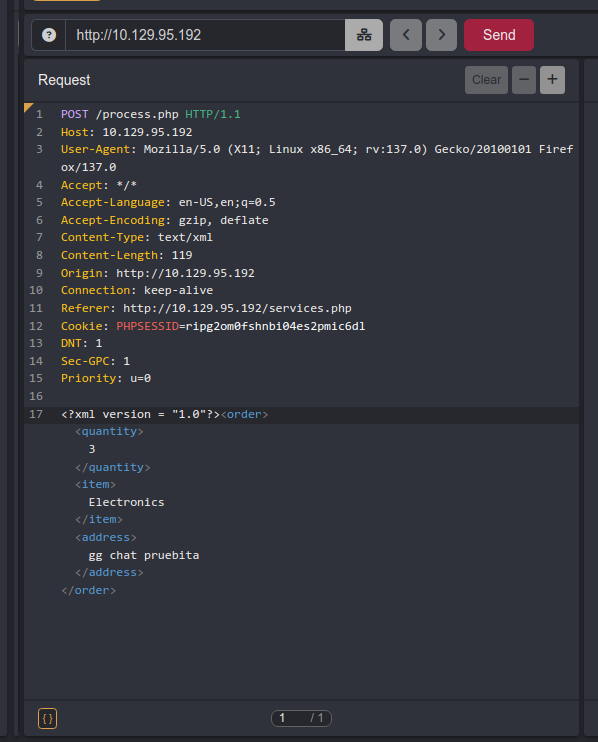 ? http://10.129.95.192 < > Send
Request Clear − +
1 POST /process.php HTTP/1.1
2 Host: 10.129.95.192
3 User-Agent: Mozilla/5.0 (X11; Linux x86_64; rv:137.0) Gecko/20100101 Firef
ox/137.0
4 Accept: */*
5 Accept-Language: en-US,en;q=0.5
6 Accept-Encoding: gzip, deflate
7 Content-Type: text/xml
8 Content-Length: 119
9 Origin: http://10.129.95.192
10 Connection: keep-alive
11 Referer: http://10.129.95.192/services.php
12 Cookie: PHPSESSID=ripg2om0fshnbi04es2pmic6dl
13 DNT: 1
14 Sec-GPC: 1
15 Priority: u=0
16
17 <?xml version = "1.0"?><order>
<quantity>
3
</quantity>
<item>
Electronics
</item>
<address>
gg chat pruebita
</address>
</order>
{} 1 / 1